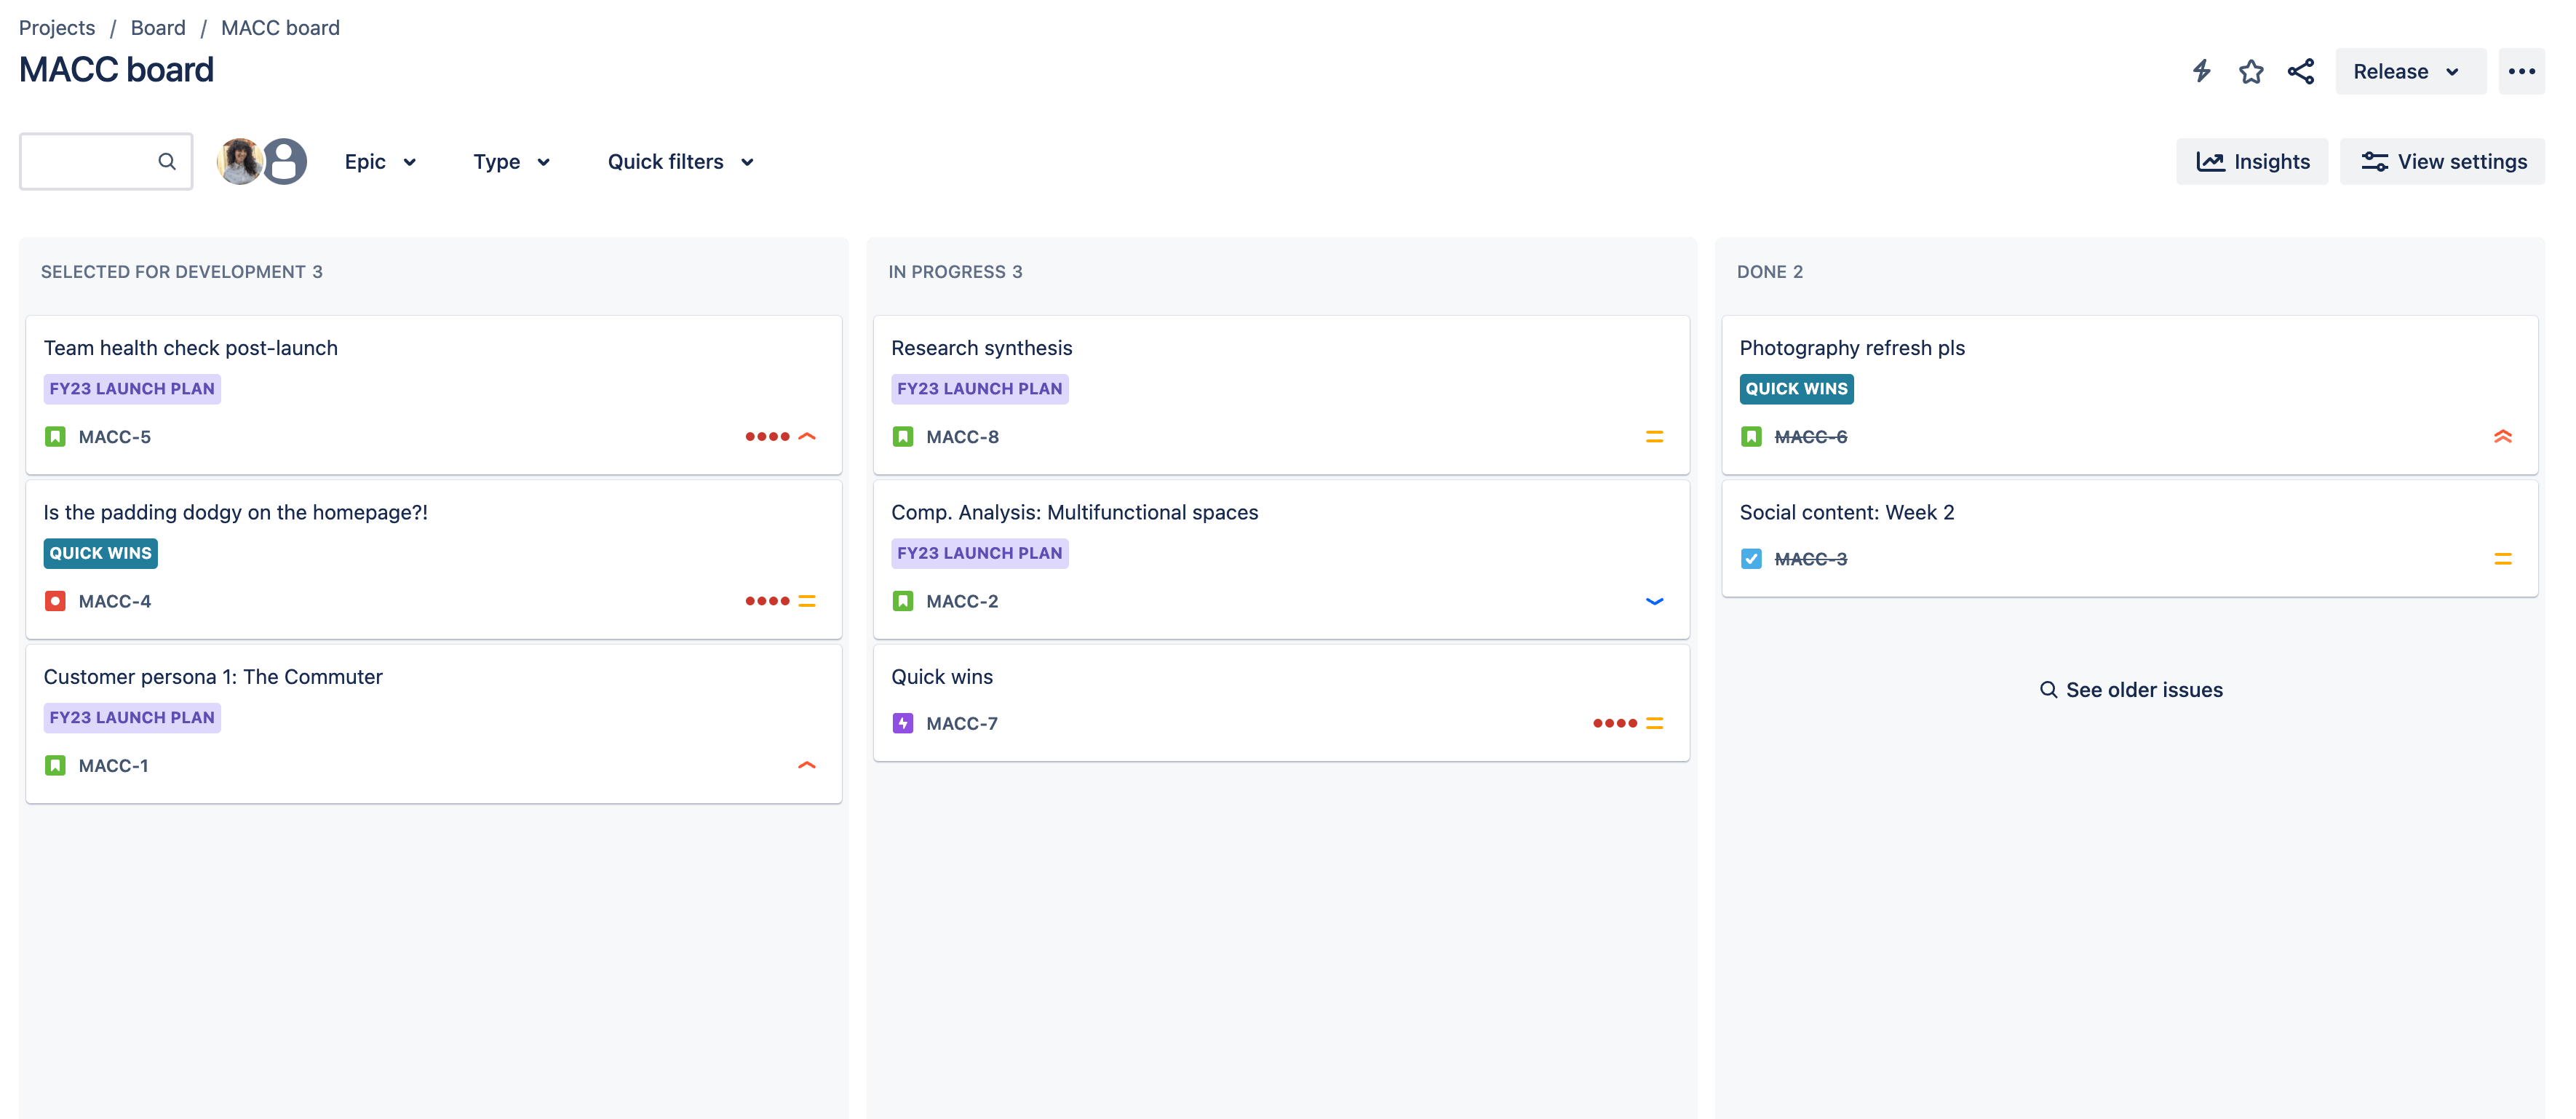 Projects / Board / MACC board
MACC board
Release
Epic
Type
Quick filters
Insights
View settings
SELECTED FOR DEVELOPMENT 3
Team health check post-launch
FY23 LAUNCH PLAN
MACC-5
Is the padding dodgy on the homepage?!
QUICK WINS
MACC-4
Customer persona 1: The Commuter
FY23 LAUNCH PLAN
MACC-1
IN PROGRESS 3
Research synthesis
FY23 LAUNCH PLAN
MACC-8
Comp. Analysis: Multifunctional spaces
FY23 LAUNCH PLAN
MACC-2
Quick wins
MACC-7
DONE 2
Photography refresh pls
QUICK WINS
MACC-6
Social content: Week 2
MACC-3
See older issues